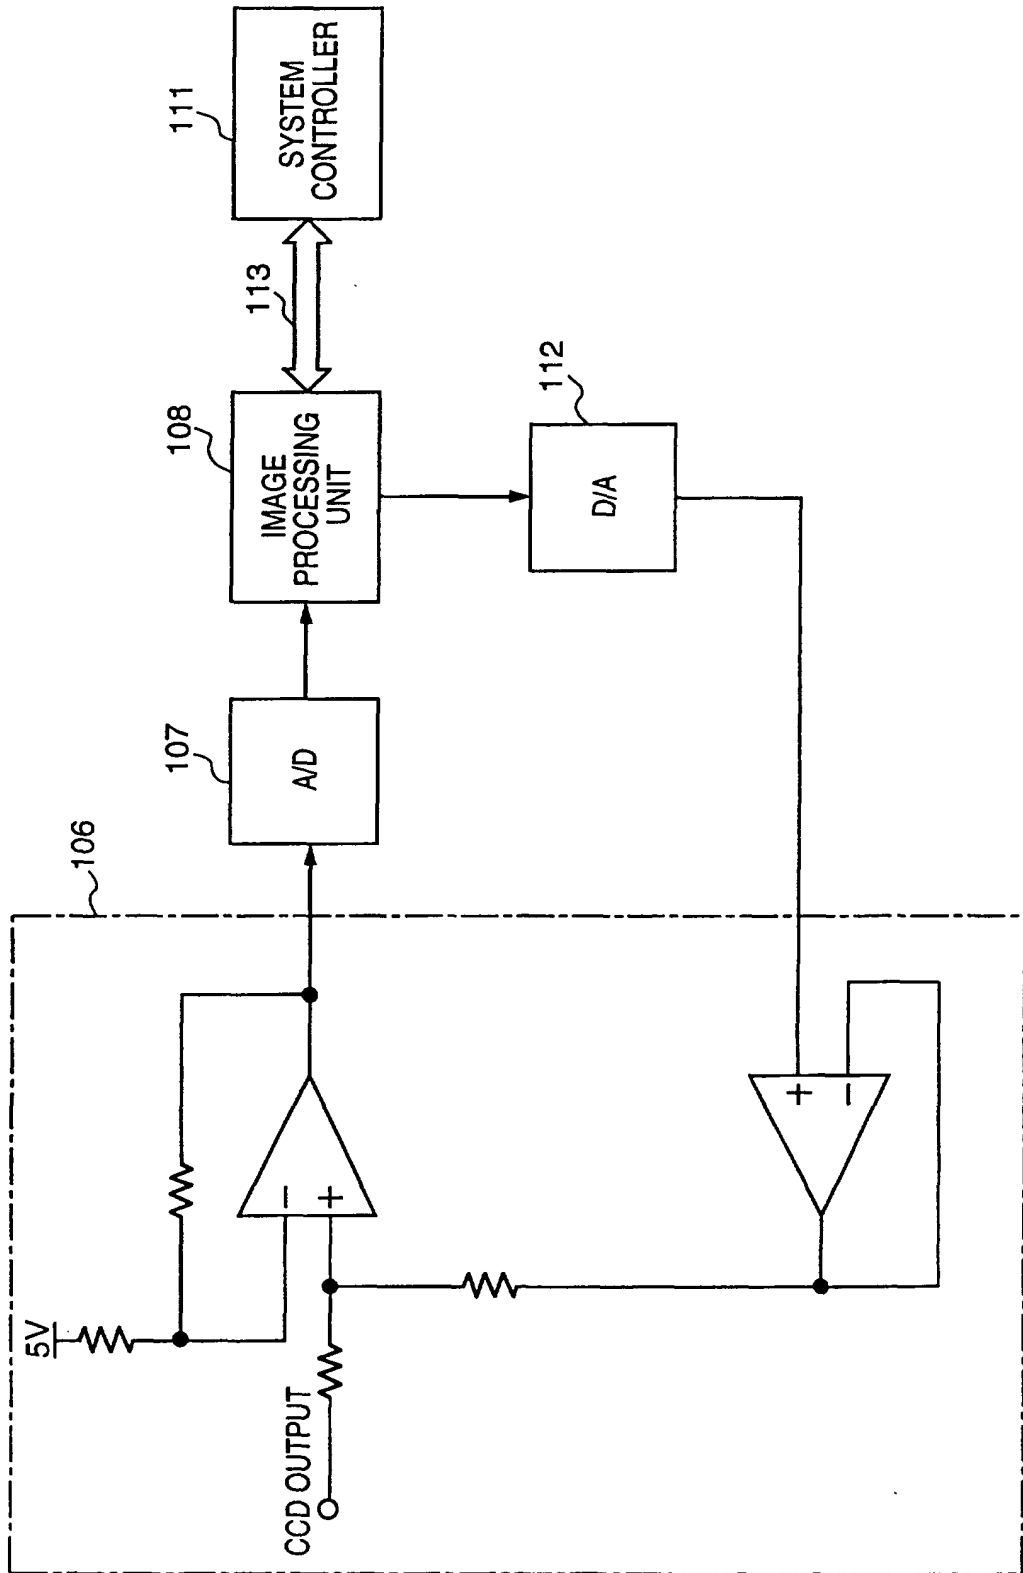 106
5V
CCD OUTPUT
−
+
+
−
107
A/D
108
IMAGE
PROCESSING
UNIT
113
111
SYSTEM
CONTROLLER
112
D/A